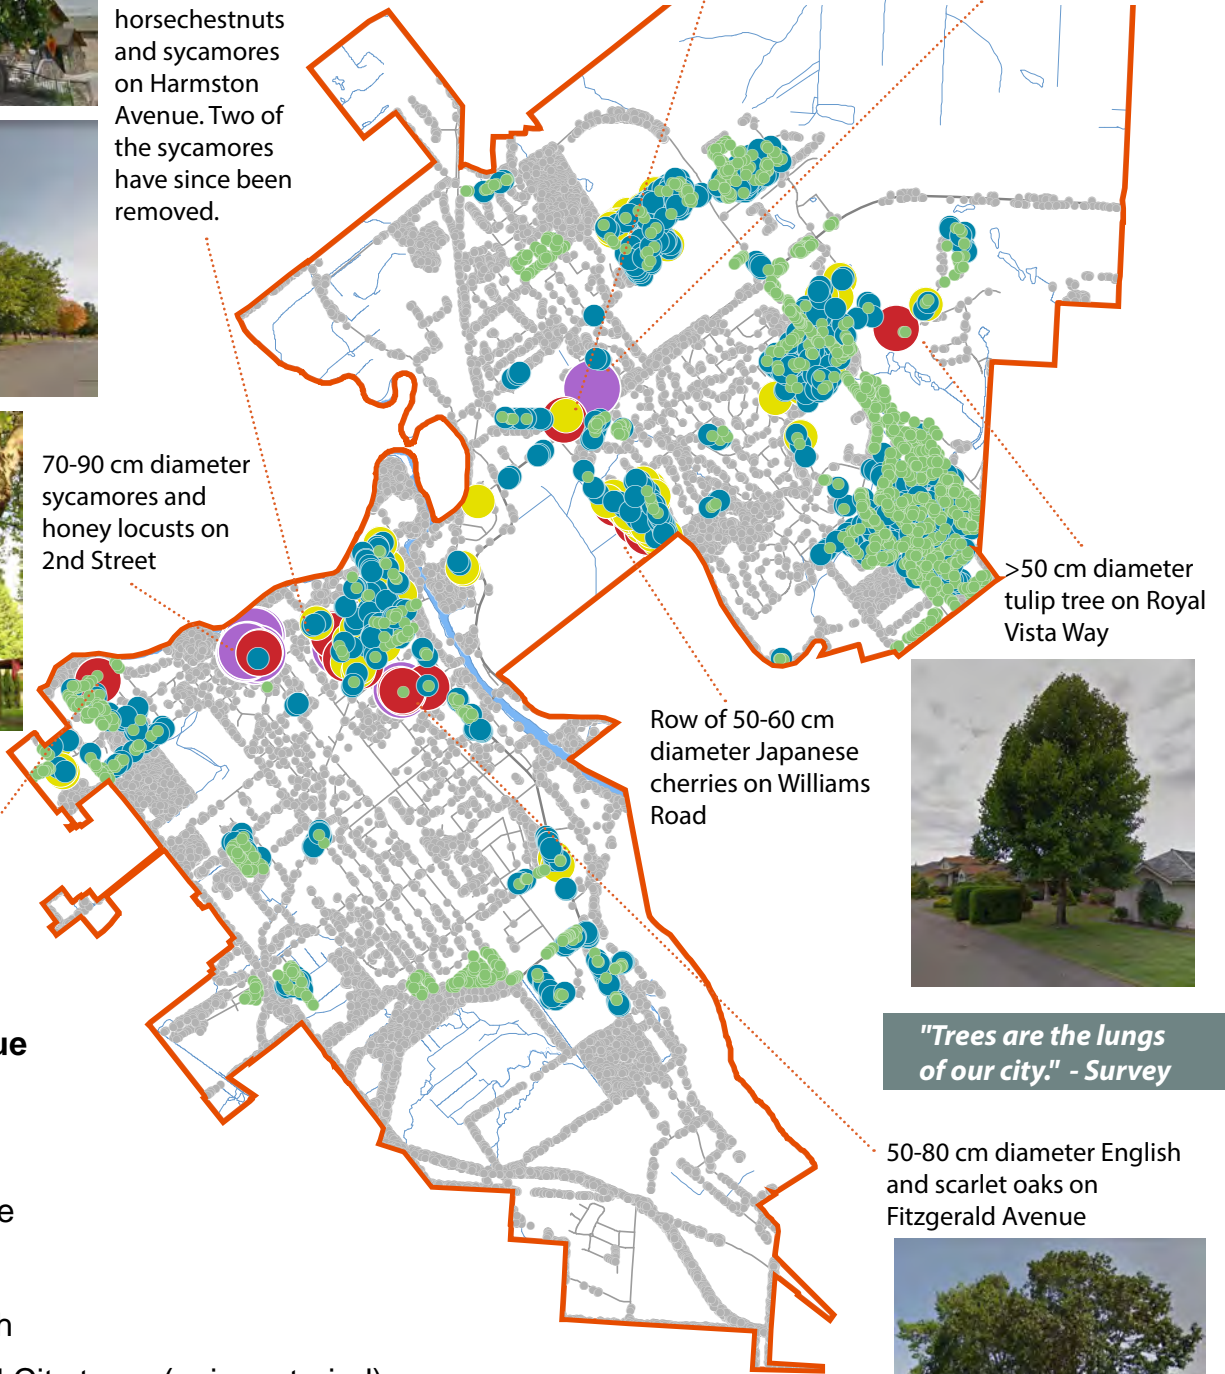 horsechestnuts
and sycamores
on Harmston
Avenue. Two of
the sycamores
have since been
removed.
70-90 cm diameter
sycamores and
honey locusts on
2nd Street
>50 cm diameter
tulip tree on Royal
Vista Way
Row of 50-60 cm
diameter Japanese
cherries on Williams
Road
"Trees are the lungs
of our city." - Survey
50-80 cm diameter English
and scarlet oaks on
Fitzgerald Avenue